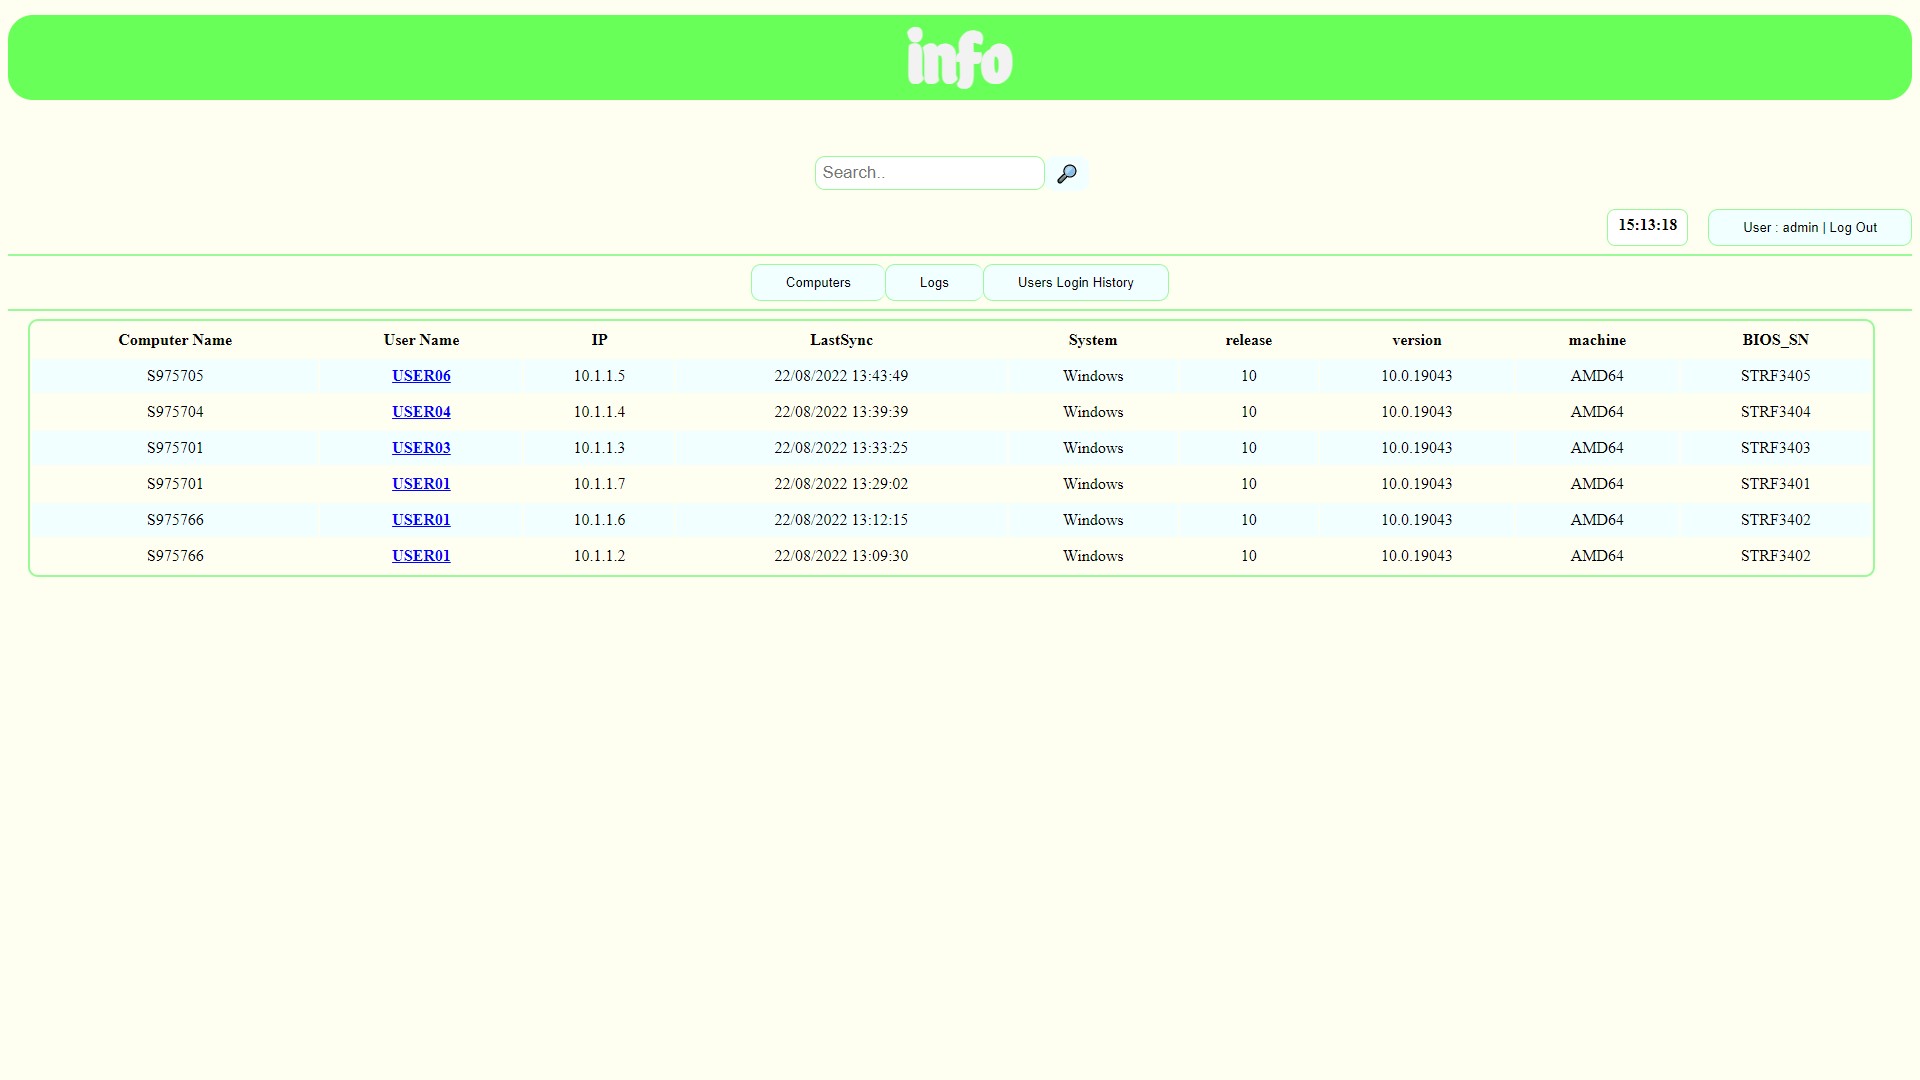 info
Search..
15:13:18 User : admin | Log Out
Computers Logs Users Login History
Computer Name User Name IP LastSync System release version machine BIOS_SN
S975705 USER06 10.1.1.5 22/08/2022 13:43:49 Windows 10 10.0.19043 AMD64 STRF3405
S975704 USER04 10.1.1.4 22/08/2022 13:39:39 Windows 10 10.0.19043 AMD64 STRF3404
S975701 USER03 10.1.1.3 22/08/2022 13:33:25 Windows 10 10.0.19043 AMD64 STRF3403
S975701 USER01 10.1.1.7 22/08/2022 13:29:02 Windows 10 10.0.19043 AMD64 STRF3401
S975766 USER01 10.1.1.6 22/08/2022 13:12:15 Windows 10 10.0.19043 AMD64 STRF3402
S975766 USER01 10.1.1.2 22/08/2022 13:09:30 Windows 10 10.0.19043 AMD64 STRF3402